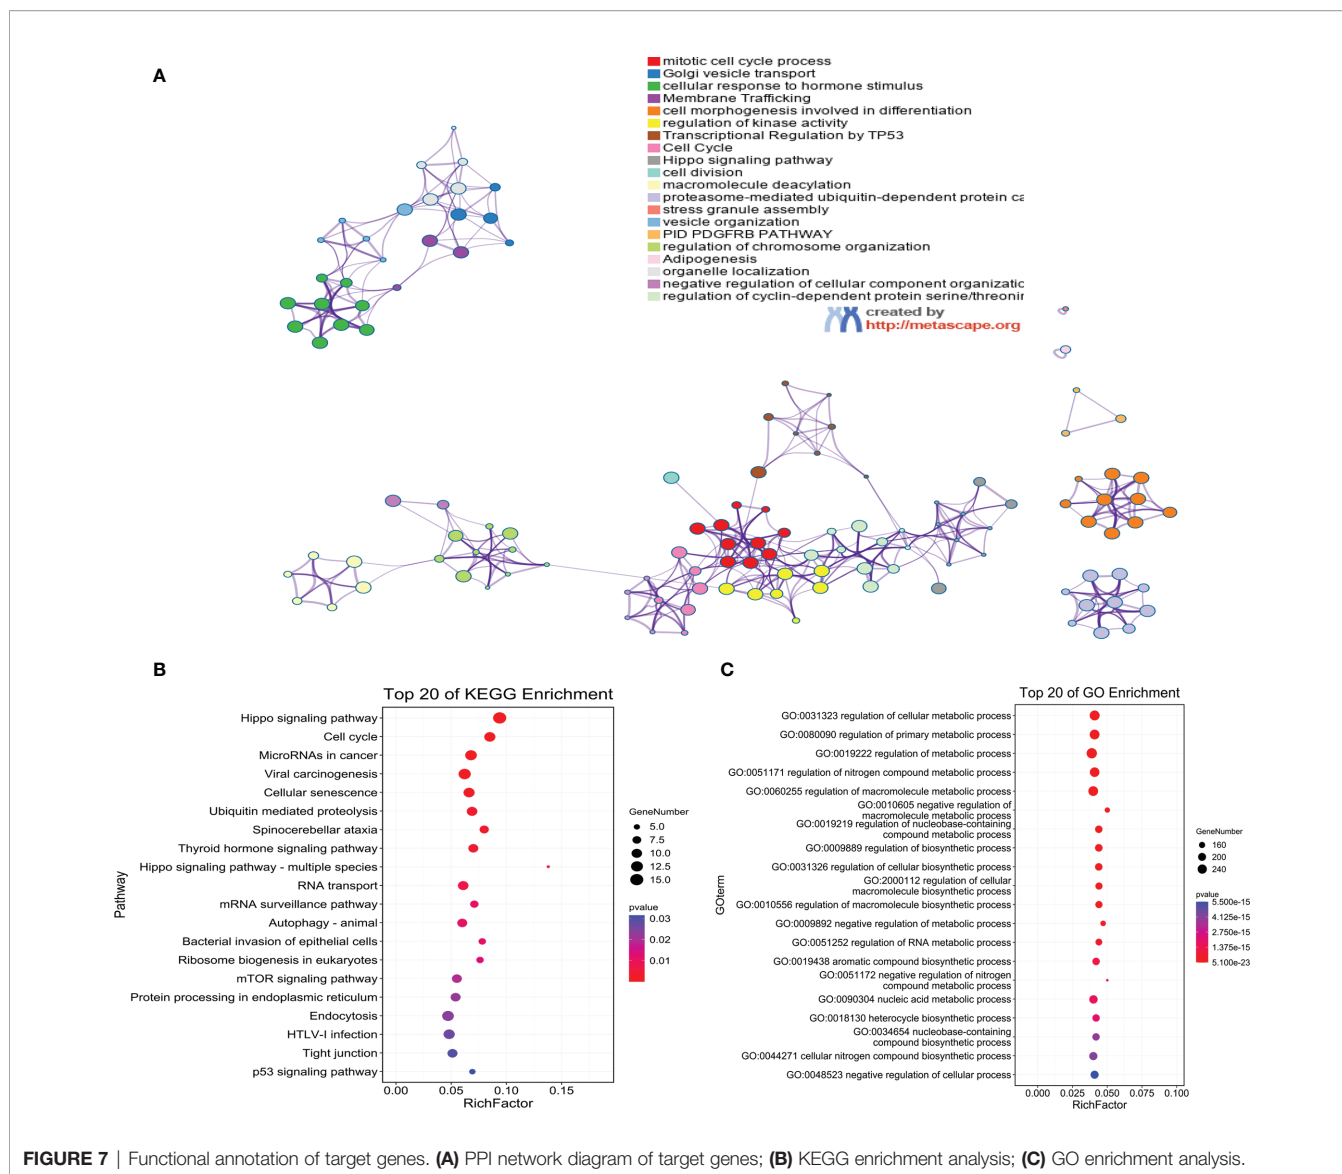 A
mitotic cell cycle process
Golgi vesicle transport
cellular response to hormone stimulus
Membrane Trafficking
cell morphogenesis involved in differentiation
regulation of kinase activity
Transcriptional Regulation by TP53
Cell Cycle
Hippo signaling pathway
cell division
macromolecule deacylation
proteasome-mediated ubiquitin-dependent protein ca
stress granule assembly
vesicle organization
PID PDGFRB PATHWAY
regulation of chromosome organization
Adipogenesis
organelle localization
negative regulation of cellular component organizatic
regulation of cyclin-dependent protein serine/threonir
created by
http://metascape.org
B
Top 20 of KEGG Enrichment
Pathway
Hippo signaling pathway
Cell cycle
MicroRNAs in cancer
Viral carcinogenesis
Cellular senescence
Ubiquitin mediated proteolysis
Spinocerebellar ataxia
Thyroid hormone signaling pathway
Hippo signaling pathway - multiple species
RNA transport
mRNA surveillance pathway
Autophagy - animal
Bacterial invasion of epithelial cells
Ribosome biogenesis in eukaryotes
mTOR signaling pathway
Protein processing in endoplasmic reticulum
Endocytosis
HTLV-I infection
Tight junction
p53 signaling pathway
0.00 0.05 0.10 0.15
RichFactor
GeneNumber
5.0
7.5
10.0
12.5
15.0
pvalue
0.03
0.02
0.01
C
Top 20 of GO Enrichment
GOterm
GO:0031323 regulation of cellular metabolic process
GO:0080090 regulation of primary metabolic process
GO:0019222 regulation of metabolic process
GO:0051171 regulation of nitrogen compound metabolic process
GO:0060255 regulation of macromolecule metabolic process
GO:0010605 negative regulation of
macromolecule metabolic process
GO:0019219 regulation of nucleobase-containing
compound metabolic process
GO:0009889 regulation of biosynthetic process
GO:0031326 regulation of cellular biosynthetic process
GO:2000112 regulation of cellular
macromolecule biosynthetic process
GO:0010556 regulation of macromolecule biosynthetic process
GO:0009892 negative regulation of metabolic process
GO:0051252 regulation of RNA metabolic process
GO:0019438 aromatic compound biosynthetic process
GO:0051172 negative regulation of nitrogen
compound metabolic process
GO:0090304 nucleic acid metabolic process
GO:0018130 heterocycle biosynthetic process
GO:0034654 nucleobase-containing
compound biosynthetic process
GO:0044271 cellular nitrogen compound biosynthetic process
GO:0048523 negative regulation of cellular process
0.000 0.025 0.050 0.075 0.100
RichFactor
GeneNumber
160
200
240
pvalue
5.500e-15
4.125e-15
2.750e-15
1.375e-15
5.100e-23
FIGURE 7 | Functional annotation of target genes. (A) PPI network diagram of target genes; (B) KEGG enrichment analysis; (C) GO enrichment analysis.